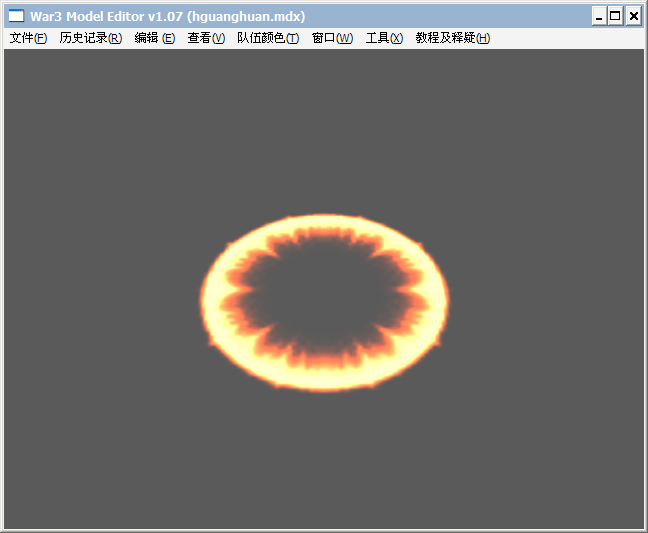 War3 Model Editor v1.07 (hguanghuan.mdx)
文件(F) 历史记录(R) 编辑 (E) 查看(V) 队伍颜色(T) 窗口(W) 工具(X) 教程及释疑(H)